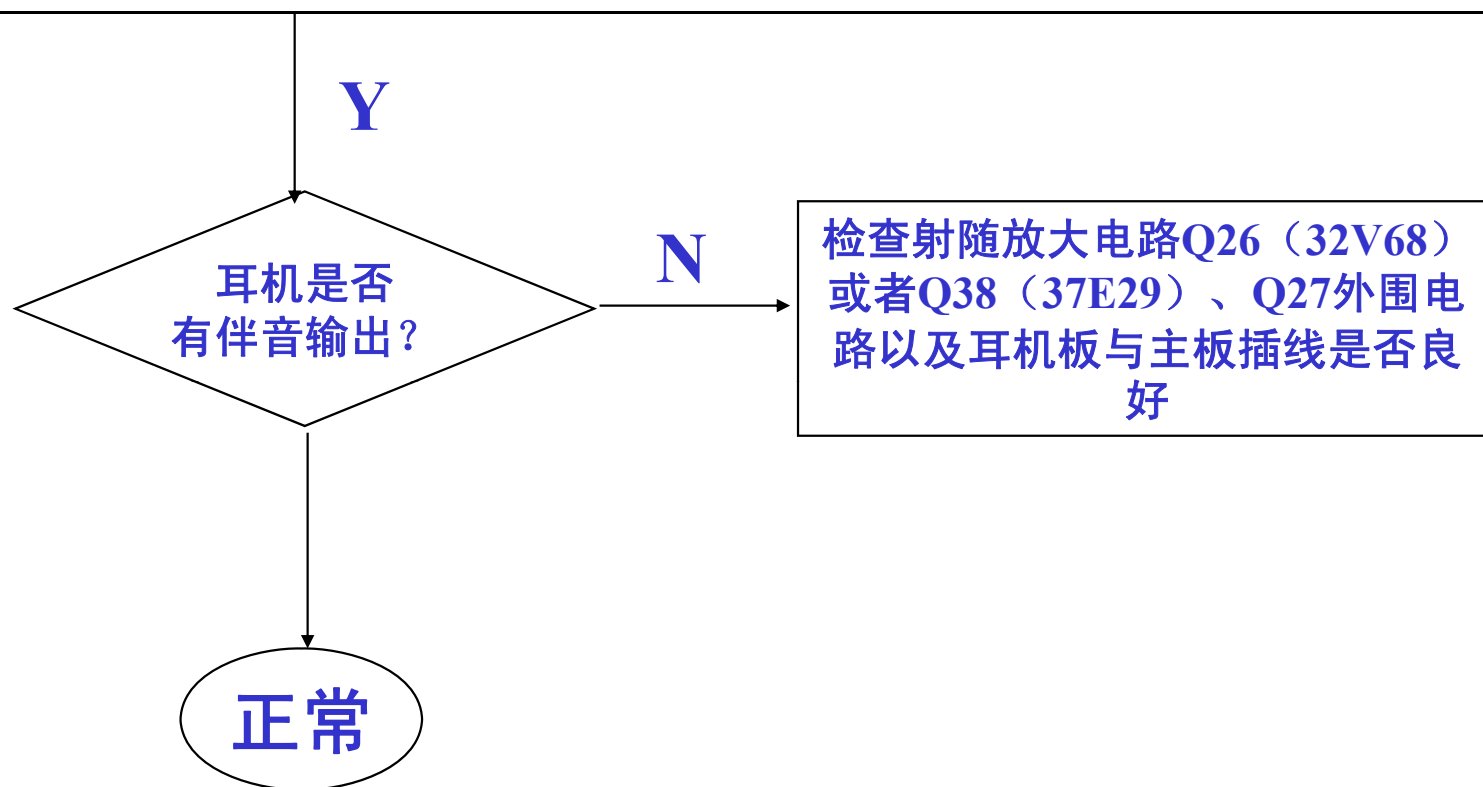 Y
耳机是否
有伴音输出？
N
检查射随放大电路Q26（32V68）
或者Q38（37E29）、Q27外围电
路以及耳机板与主板插线是否良
好
正常